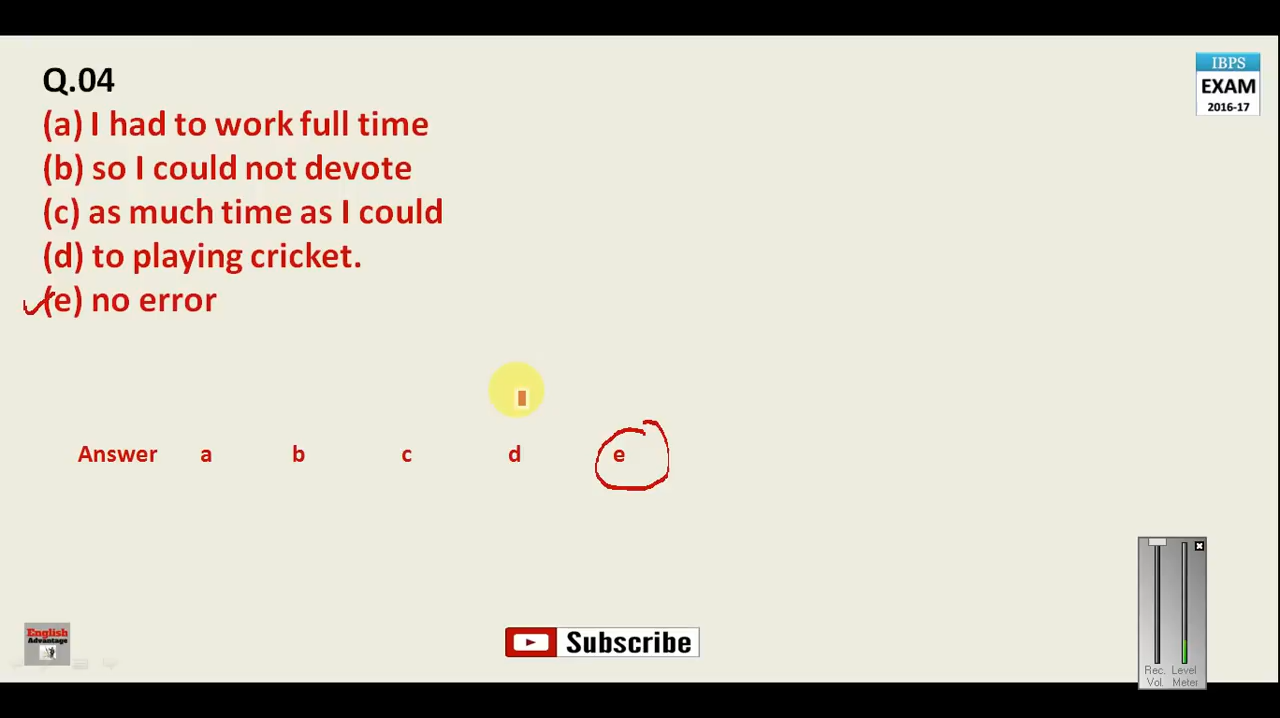 Q.04
(a) I had to work full time
(b) so I could not devote
(c) as much time as I could
(d) to playing cricket.
(e) no error
IBPS
EXAM
2016-17
Answer a b c d e
English
Advantage
Subscribe
Rec. Level
Vol. Meter